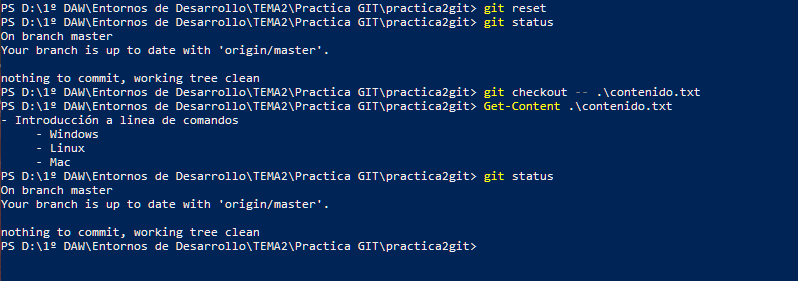 PS D:\1º DAW\Entornos de Desarrollo\TEMA2\Practica GIT\practica2git> git reset
PS D:\1º DAW\Entornos de Desarrollo\TEMA2\Practica GIT\practica2git> git status
On branch master
Your branch is up to date with 'origin/master'.
nothing to commit, working tree clean
PS D:\1º DAW\Entornos de Desarrollo\TEMA2\Practica GIT\practica2git> git checkout -- .\contenido.txt
PS D:\1º DAW\Entornos de Desarrollo\TEMA2\Practica GIT\practica2git> Get-Content .\contenido.txt
- Introducción a linea de comandos
- Windows
- Linux
- Mac
PS D:\1º DAW\Entornos de Desarrollo\TEMA2\Practica GIT\practica2git> git status
On branch master
Your branch is up to date with 'origin/master'.
nothing to commit, working tree clean
PS D:\1º DAW\Entornos de Desarrollo\TEMA2\Practica GIT\practica2git>